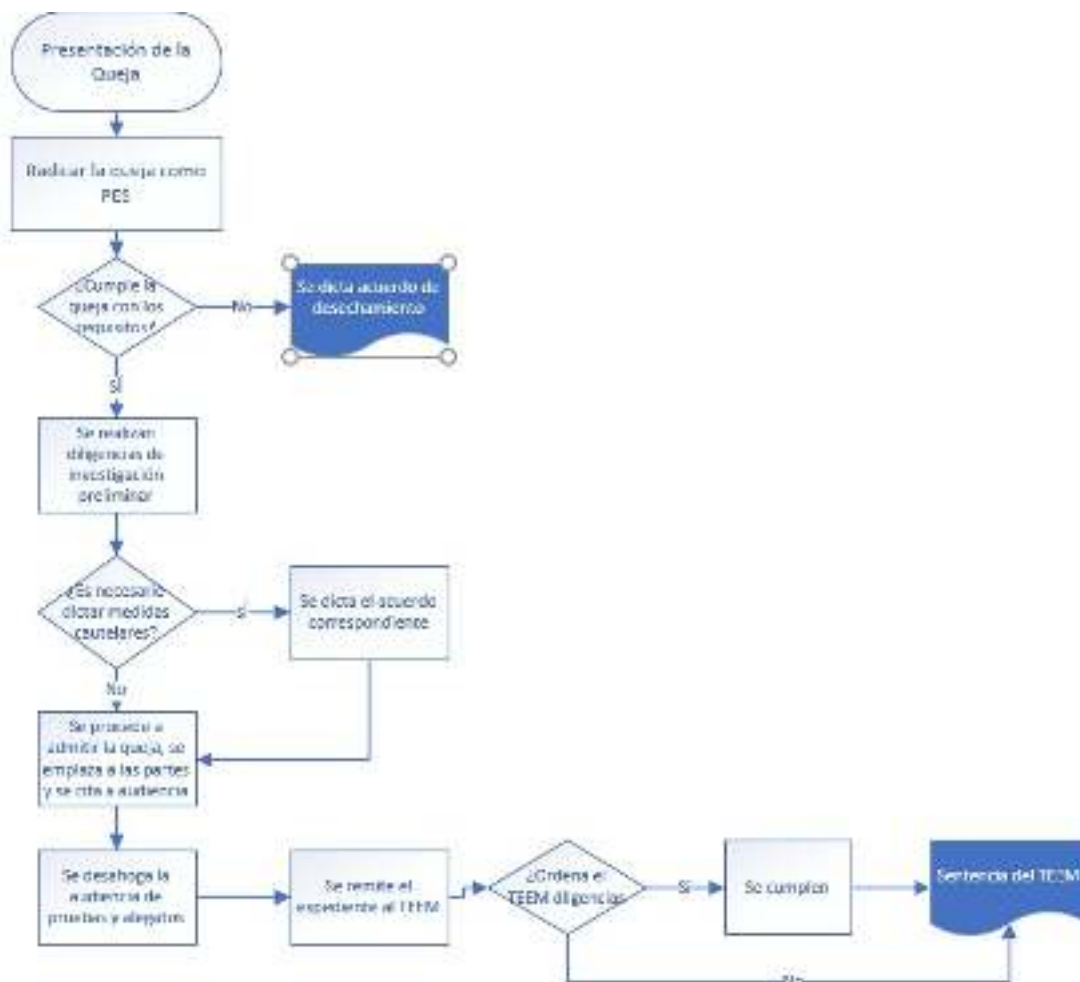 Presentación de la
Queja
Radicar la queja como
PES
¿Cumple la
queja con los
requisitos?
No
Se dicta acuerdo de
desechamiento
sí
Se realizan
diligencias de
investigación
preliminar
¿Es necesario
dictar medidas
cautelares?
sí
Se dicta el acuerdo
correspondiente
No
Se procede a
admitir la queja, se
emplaza a las partes
y se cita a audiencia
Se desahoga la
audiencia de
pruebas y alegatos
Se remite el
expediente al TEEM
¿Ordena el
TEEM diligencias
Sí
Se cumplen
Sentencia del TEEM
No